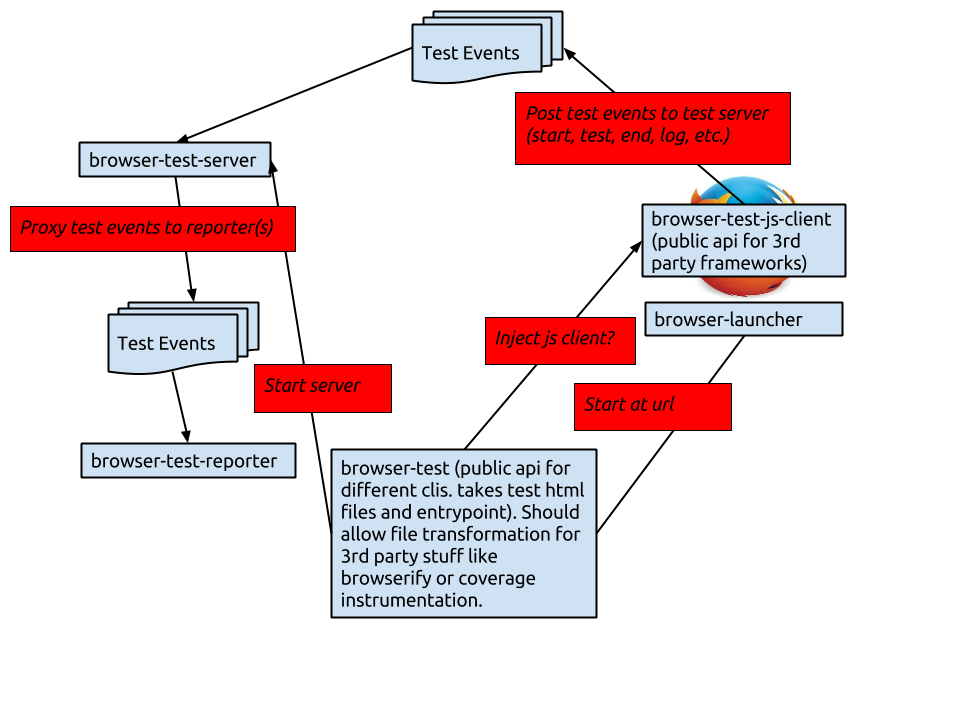 Test Events
Post test events to test server
(start, test, end, log, etc.)
browser-test-server
Proxy test events to reporter(s)
browser-test-js-client
(public api for 3rd
party frameworks)
browser-launcher
Test Events
Inject js client?
Start server
Start at url
browser-test-reporter
browser-test (public api for
different clis. takes test html
files and entrypoint). Should
allow file transformation for
3rd party stuff like
browserify or coverage
instrumentation.